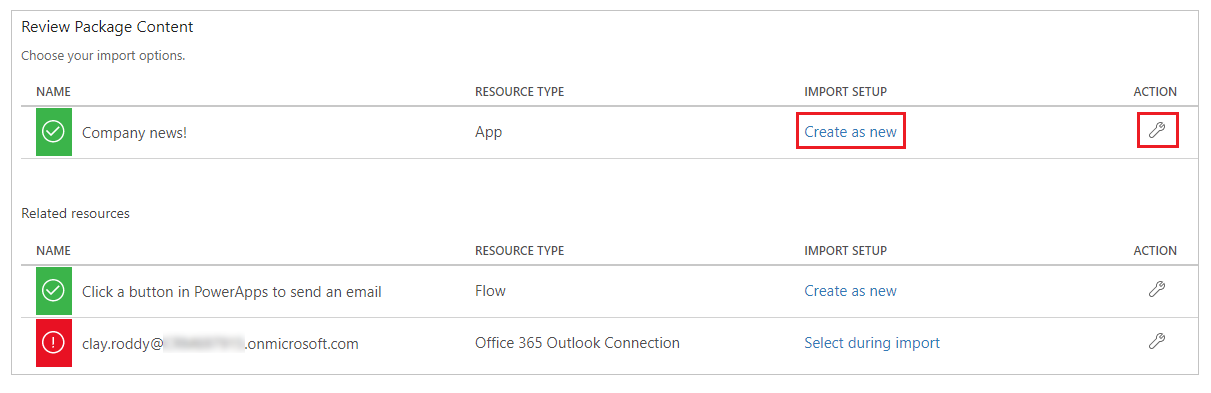 Review Package Content
Choose your import options.
NAME RESOURCE TYPE IMPORT SETUP ACTION
Company news! App Create as new
Related resources
NAME RESOURCE TYPE IMPORT SETUP ACTION
Click a button in PowerApps to send an email Flow Create as new
clay.roddy@ .onmicrosoft.com Office 365 Outlook Connection Select during import